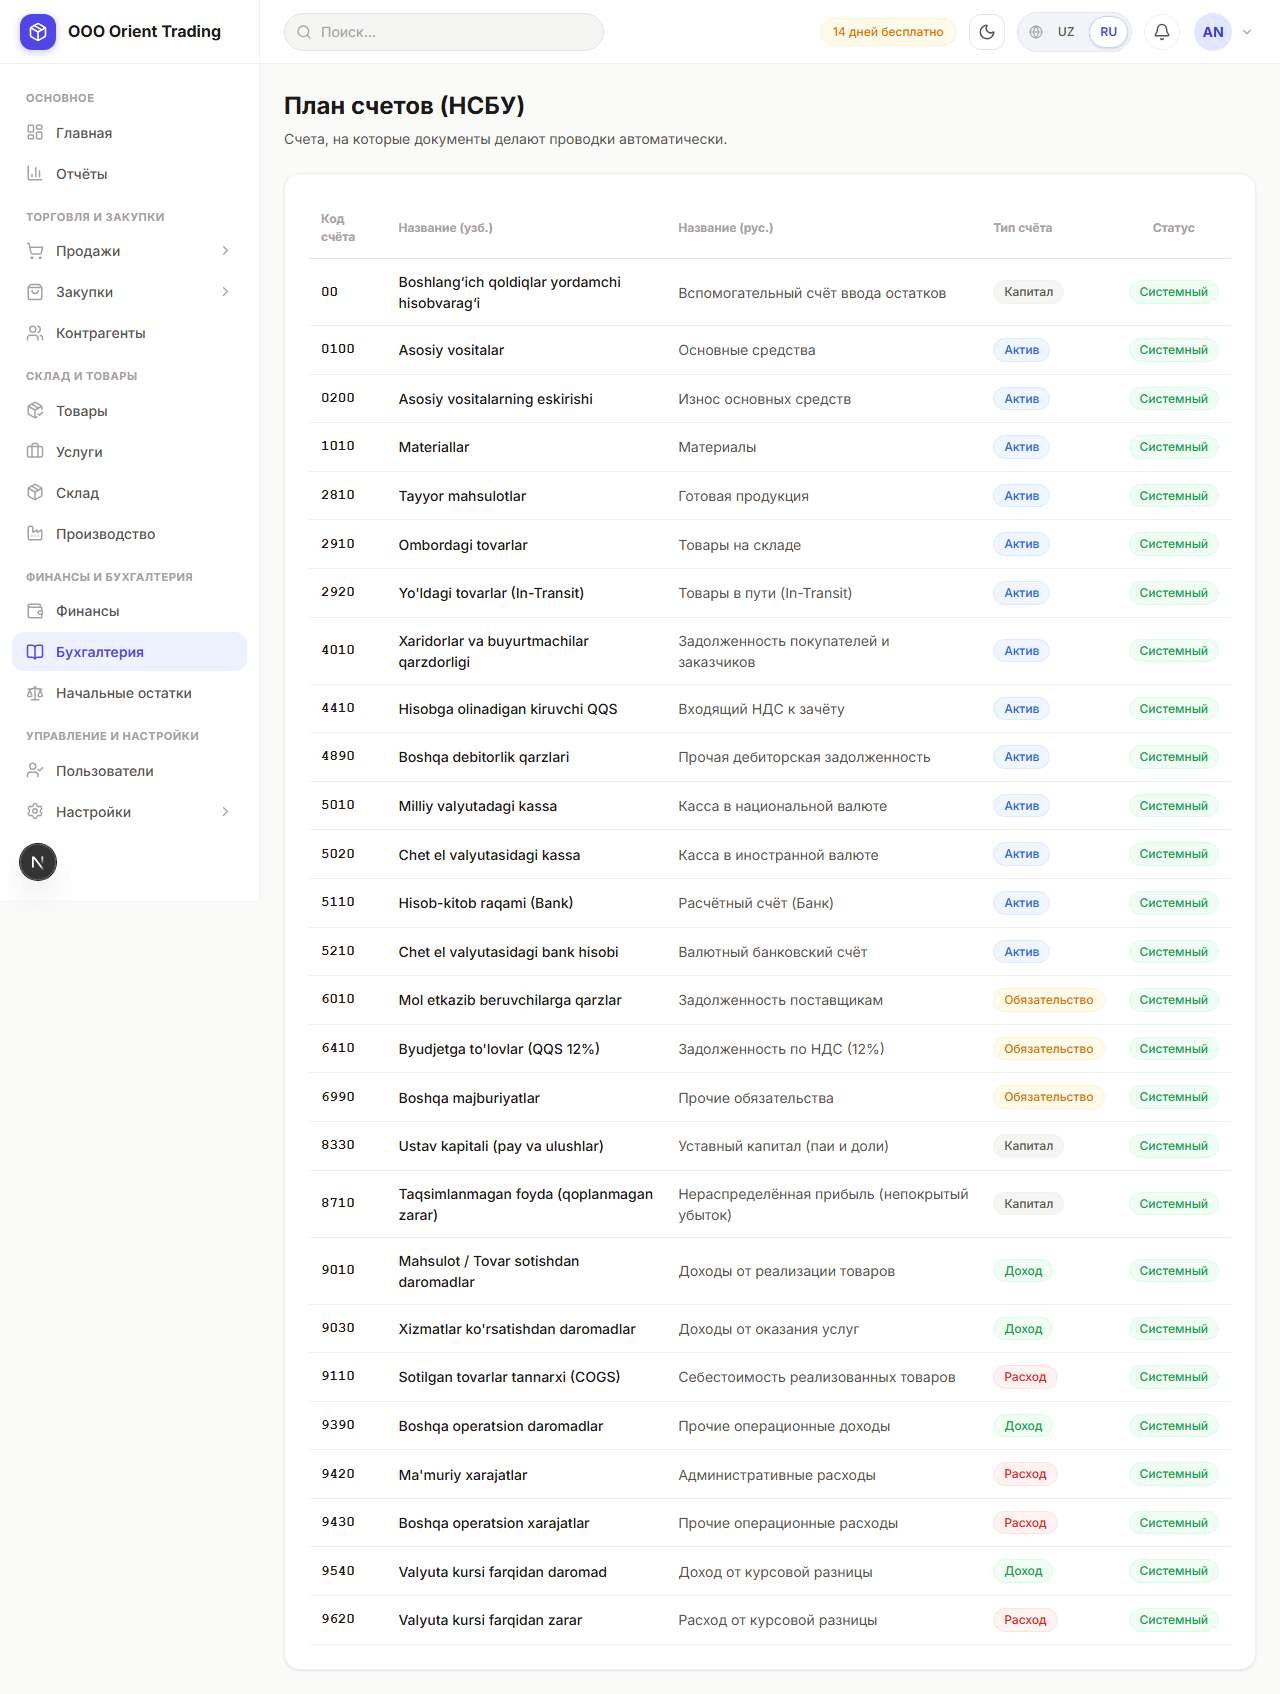 ООО Orient Trading
Поиск...
14 дней бесплатно
UZ
RU
AN
ОСНОВНОЕ
Главная
Отчёты
ТОРГОВЛЯ И ЗАКУПКИ
Продажи
Закупки
Контрагенты
СКЛАД И ТОВАРЫ
Товары
Услуги
Склад
Производство
ФИНАНСЫ И БУХГАЛТЕРИЯ
Финансы
Бухгалтерия
Начальные остатки
УПРАВЛЕНИЕ И НАСТРОЙКИ
Пользователи
Настройки
N
План счетов (НСБУ)
Счета, на которые документы делают проводки автоматически.
Код счёта Название (узб.) Название (рус.) Тип счёта Статус
00 Boshlang‘ich qoldiqlar yordamchi hisobvarag‘i Вспомогательный счёт ввода остатков Капитал Системный
0100 Asosiy vositalar Основные средства Актив Системный
0200 Asosiy vositalarning eskirishi Износ основных средств Актив Системный
1010 Materiallar Материалы Актив Системный
2810 Tayyor mahsulotlar Готовая продукция Актив Системный
2910 Ombordagi tovarlar Товары на складе Актив Системный
2920 Yo'ldagi tovarlar (In-Transit) Товары в пути (In-Transit) Актив Системный
4010 Xaridorlar va buyurtmachilar qarzdorligi Задолженность покупателей и заказчиков Актив Системный
4410 Hisobga olinadigan kiruvchi QQS Входящий НДС к зачёту Актив Системный
4890 Boshqa debitorlik qarzlari Прочая дебиторская задолженность Актив Системный
5010 Milliy valyutadagi kassa Касса в национальной валюте Актив Системный
5020 Chet el valyutasidagi kassa Касса в иностранной валюте Актив Системный
5110 Hisob-kitob raqami (Bank) Расчётный счёт (Банк) Актив Системный
5210 Chet el valyutasidagi bank hisobi Валютный банковский счёт Актив Системный
6010 Mol etkazib beruvchilarga qarzlar Задолженность поставщикам Обязательство Системный
6410 Byudjetga to'lovlar (QQS 12%) Задолженность по НДС (12%) Обязательство Системный
6990 Boshqa majburiyatlar Прочие обязательства Обязательство Системный
8330 Ustav kapitali (pay va ulushlar) Уставный капитал (паи и доли) Капитал Системный
8710 Taqsimlanmagan foyda (qoplanmagan zarar) Нераспределённая прибыль (непокрытый убыток) Капитал Системный
9010 Mahsulot / Tovar sotishdan daromadlar Доходы от реализации товаров Доход Системный
9030 Xizmatlar ko'rsatishdan daromadlar Доходы от оказания услуг Доход Системный
9110 Sotilgan tovarlar tannarxi (COGS) Себестоимость реализованных товаров Расход Системный
9390 Boshqa operatsion daromadlar Прочие операционные доходы Доход Системный
9420 Ma'muriy xarajatlar Административные расходы Расход Системный
9430 Boshqa operatsion xarajatlar Прочие операционные расходы Расход Системный
9540 Valyuta kursi farqidan daromad Доход от курсовой разницы Доход Системный
9620 Valyuta kursi farqidan zarar Расход от курсовой разницы Расход Системный